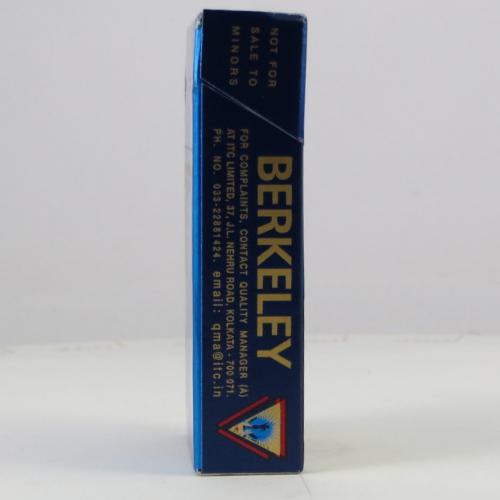 NOT FOR
SALE TO
MINORS
BERKELEY
FOR COMPLAINTS, CONTACT QUALITY MANAGER (A)
AT ITC LIMITED, 37, J.L. NEHRU ROAD, KOLKATA - 700 071.
PH. NO. 033-22881424. email: qma@itc.in